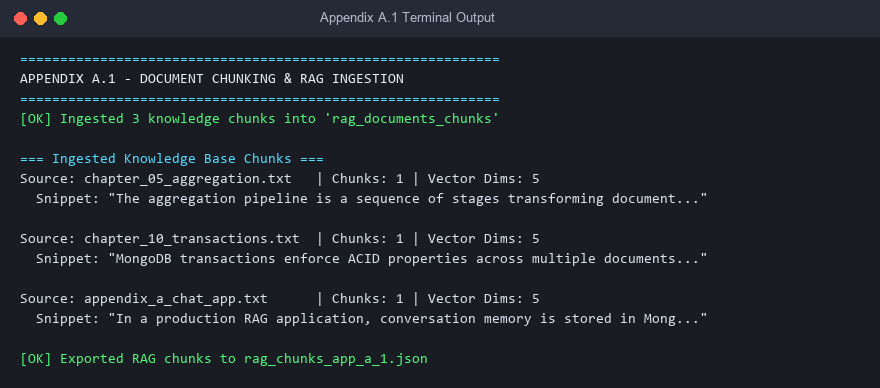 Appendix A.1 Terminal Output
============================================================
APPENDIX A.1 - DOCUMENT CHUNKING & RAG INGESTION
============================================================
[OK] Ingested 3 knowledge chunks into 'rag_documents_chunks'
=== Ingested Knowledge Base Chunks ===
Source: chapter_05_aggregation.txt   | Chunks: 1 | Vector Dims: 5
  Snippet: "The aggregation pipeline is a sequence of stages transforming document..."
Source: chapter_10_transactions.txt  | Chunks: 1 | Vector Dims: 5
  Snippet: "MongoDB transactions enforce ACID properties across multiple documents..."
Source: appendix_a_chat_app.txt      | Chunks: 1 | Vector Dims: 5
  Snippet: "In a production RAG application, conversation memory is stored in Mong..."
[OK] Exported RAG chunks to rag_chunks_app_a_1.json